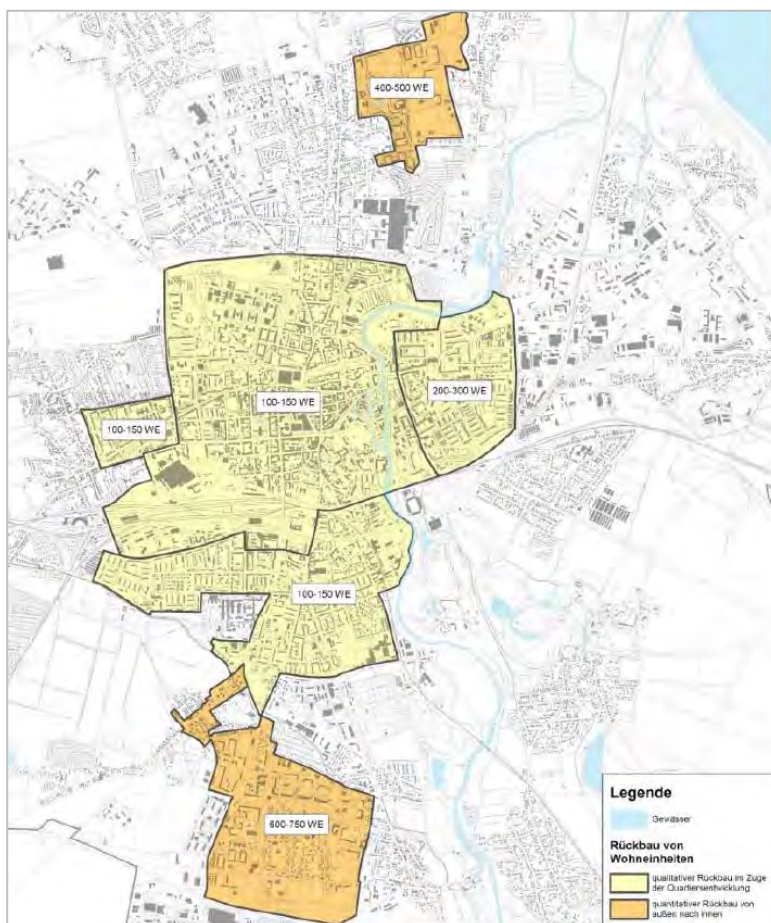 400-500 WE
100-150 WE
200-300 WE
100-150 WE
100-150 WE
600-750 WE
Legende
Gewässer
Rückbau von
Wohneinheiten
qualitativer Rückbau im Zuge
der Quartiersentwicklung
quantitativer Rückbau von
außen nach innen